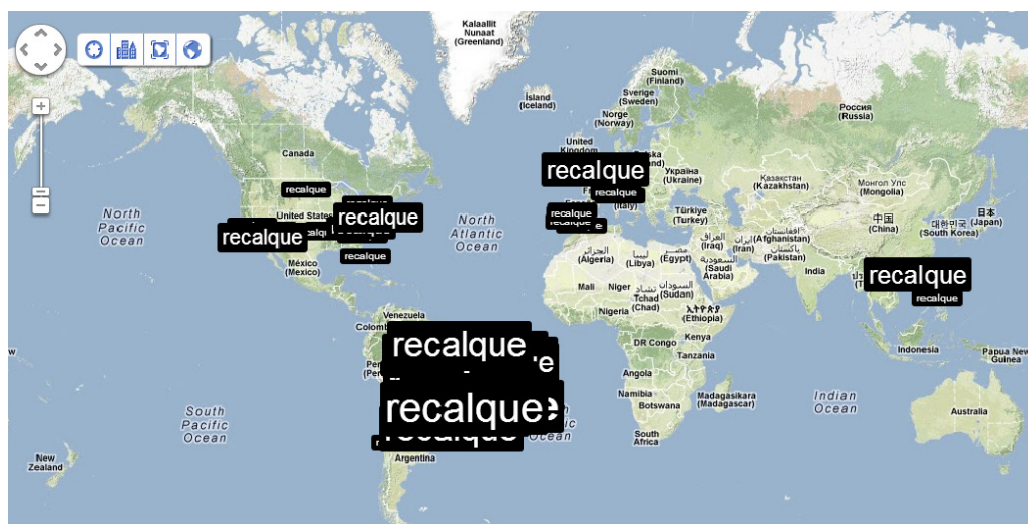 Kalaallit
Nunaat
(Greenland)
Ísland
(Iceland)
Suomi
(Finland)
Sverige
(Sweden)
Norge
(Norway)
Россия
(Russia)
United
Kingdom
Canada
recalque
Україна
(Ukraine)
Қазақстан
(Kazakhstan)
Монгол Улс
(Mongolia)
recalque
recalque
(Italy)
North
Pacific
Ocean
United States
recalque
North
Atlantic
Ocean
recalque
Türkiye
(Turkey)
中国
(China)
대한민국
(South Korea)
日本
(Japan)
recalque
recalque
México
(Mexico)
الجزائر
(Algeria)
ليبيا
(Libya)
مصر
(Egypt)
العراق
(Iraq)
ایران
(Iran)
افغانستان
(Afghanistan)
پاکستان
(Pakistan)
السعودية
(Saudi
Arabia)
India
recalque
recalque
Mali
Niger
Tchad
(Chad)
السودان
(Sudan)
Nigeria
ኢትዮጵያ
(Ethiopia)
Venezuela
recalque
DR Congo
Kenya
Tanzania
Indonesia
Papua New
Guinea
Angola
Namibia
Botswana
Madagasikara
(Madagascar)
South
Pacific
Ocean
recalque
Indian
Ocean
Australia
recalque
Ocean
South
Africa
Argentina
New
Zealand